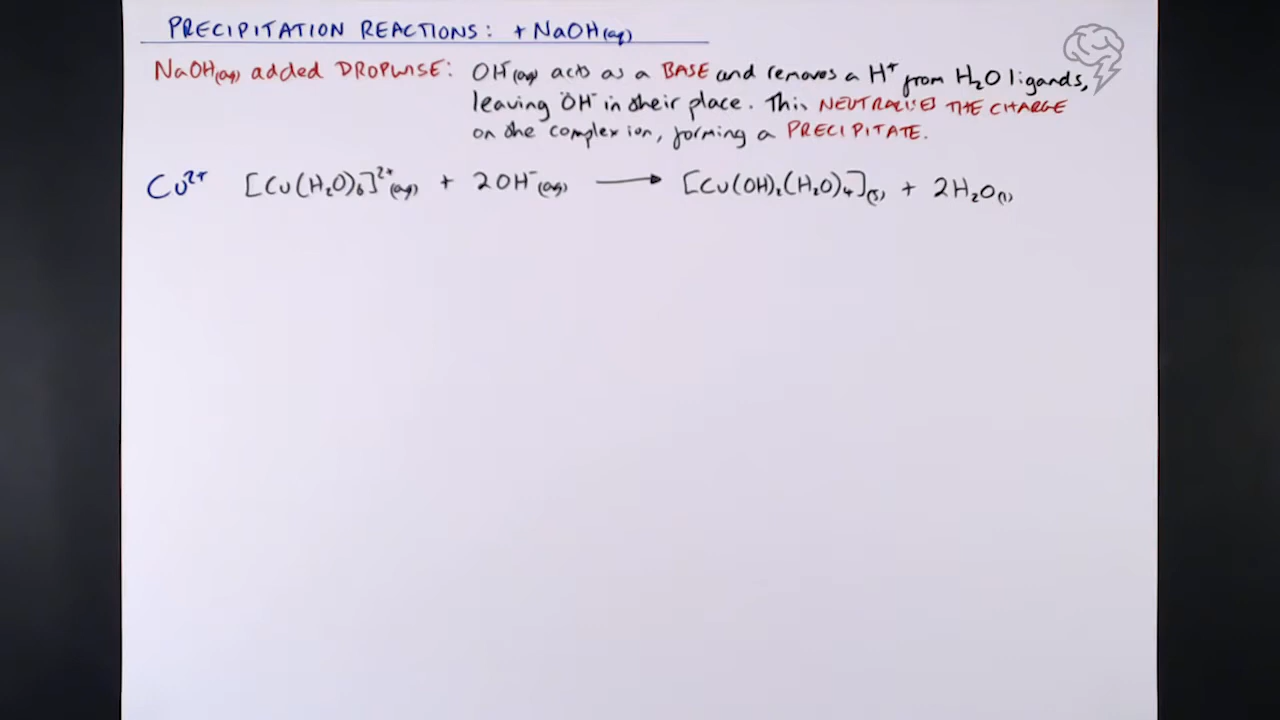 PRECIPITATION REACTIONS: + NaOH(aq)
NaOH(aq) added DROPWISE: OH⁻(aq) acts as a BASE and removes a H⁺ from H₂O ligands,
leaving OH⁻ in their place. This NEUTRALISES THE CHARGE
on the complex ion, forming a PRECIPITATE.
Cu²⁺ [Cu(H₂O)₆]²⁺(aq) + 2OH⁻(aq) ⟶ [Cu(OH)₂(H₂O)₄](s) + 2H₂O(l)